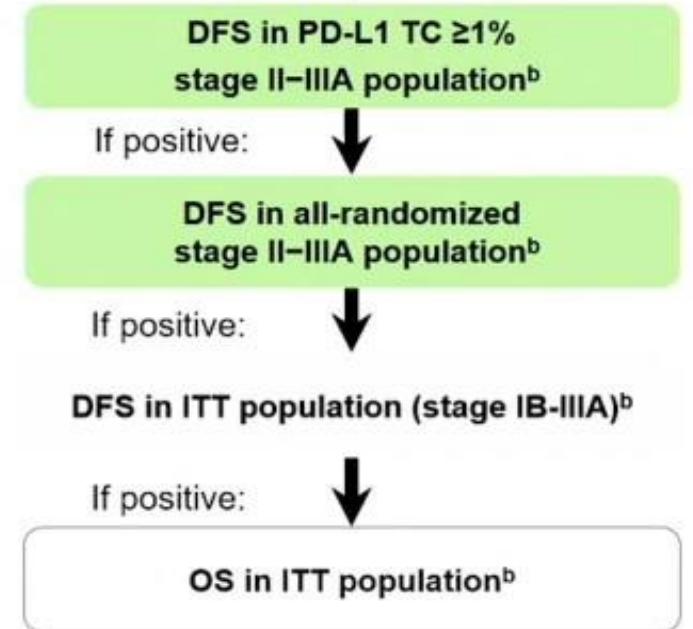 DFS in PD-L1 TC ≥1%
stage II–IIIA populationᵇ
If positive:
DFS in all-randomized
stage II–IIIA populationᵇ
If positive:
DFS in ITT population (stage IB-IIIA)ᵇ
If positive:
OS in ITT populationᵇ